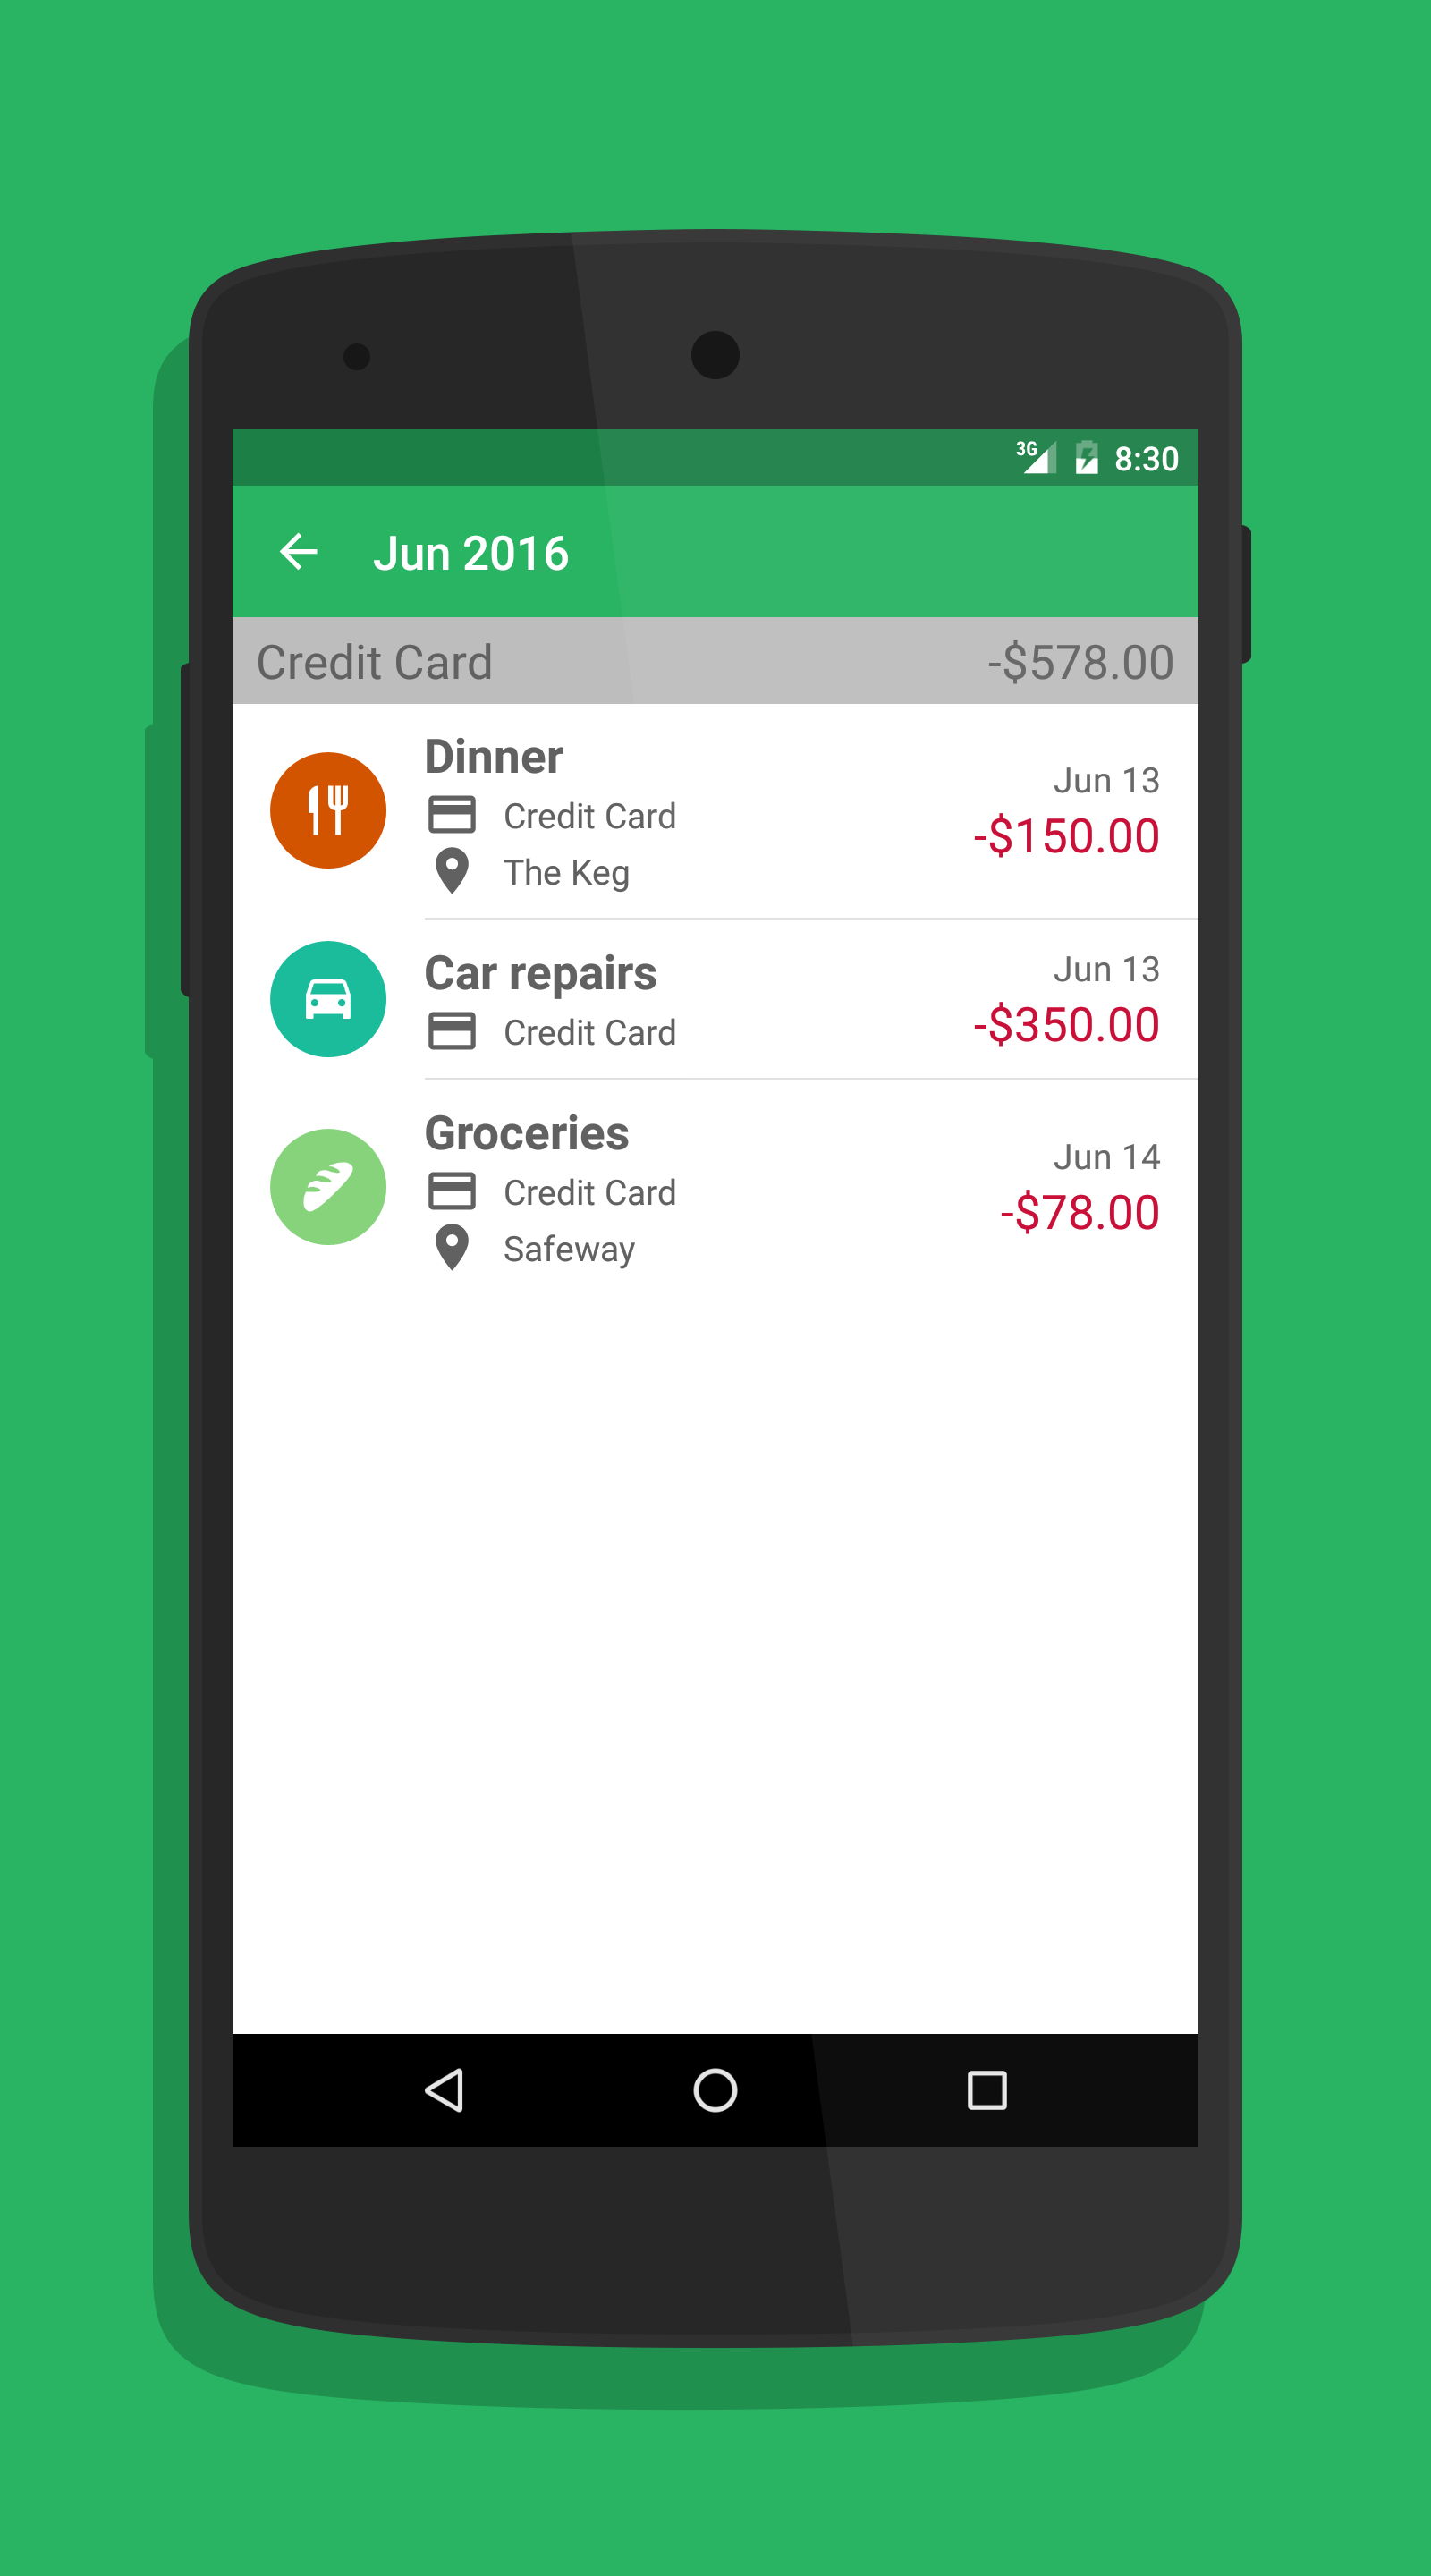 3G 8:30
Jun 2016
Credit Card -$578.00
Dinner
Jun 13
Credit Card
-$150.00
The Keg
Car repairs
Jun 13
Credit Card
-$350.00
Groceries
Jun 14
Credit Card
-$78.00
Safeway